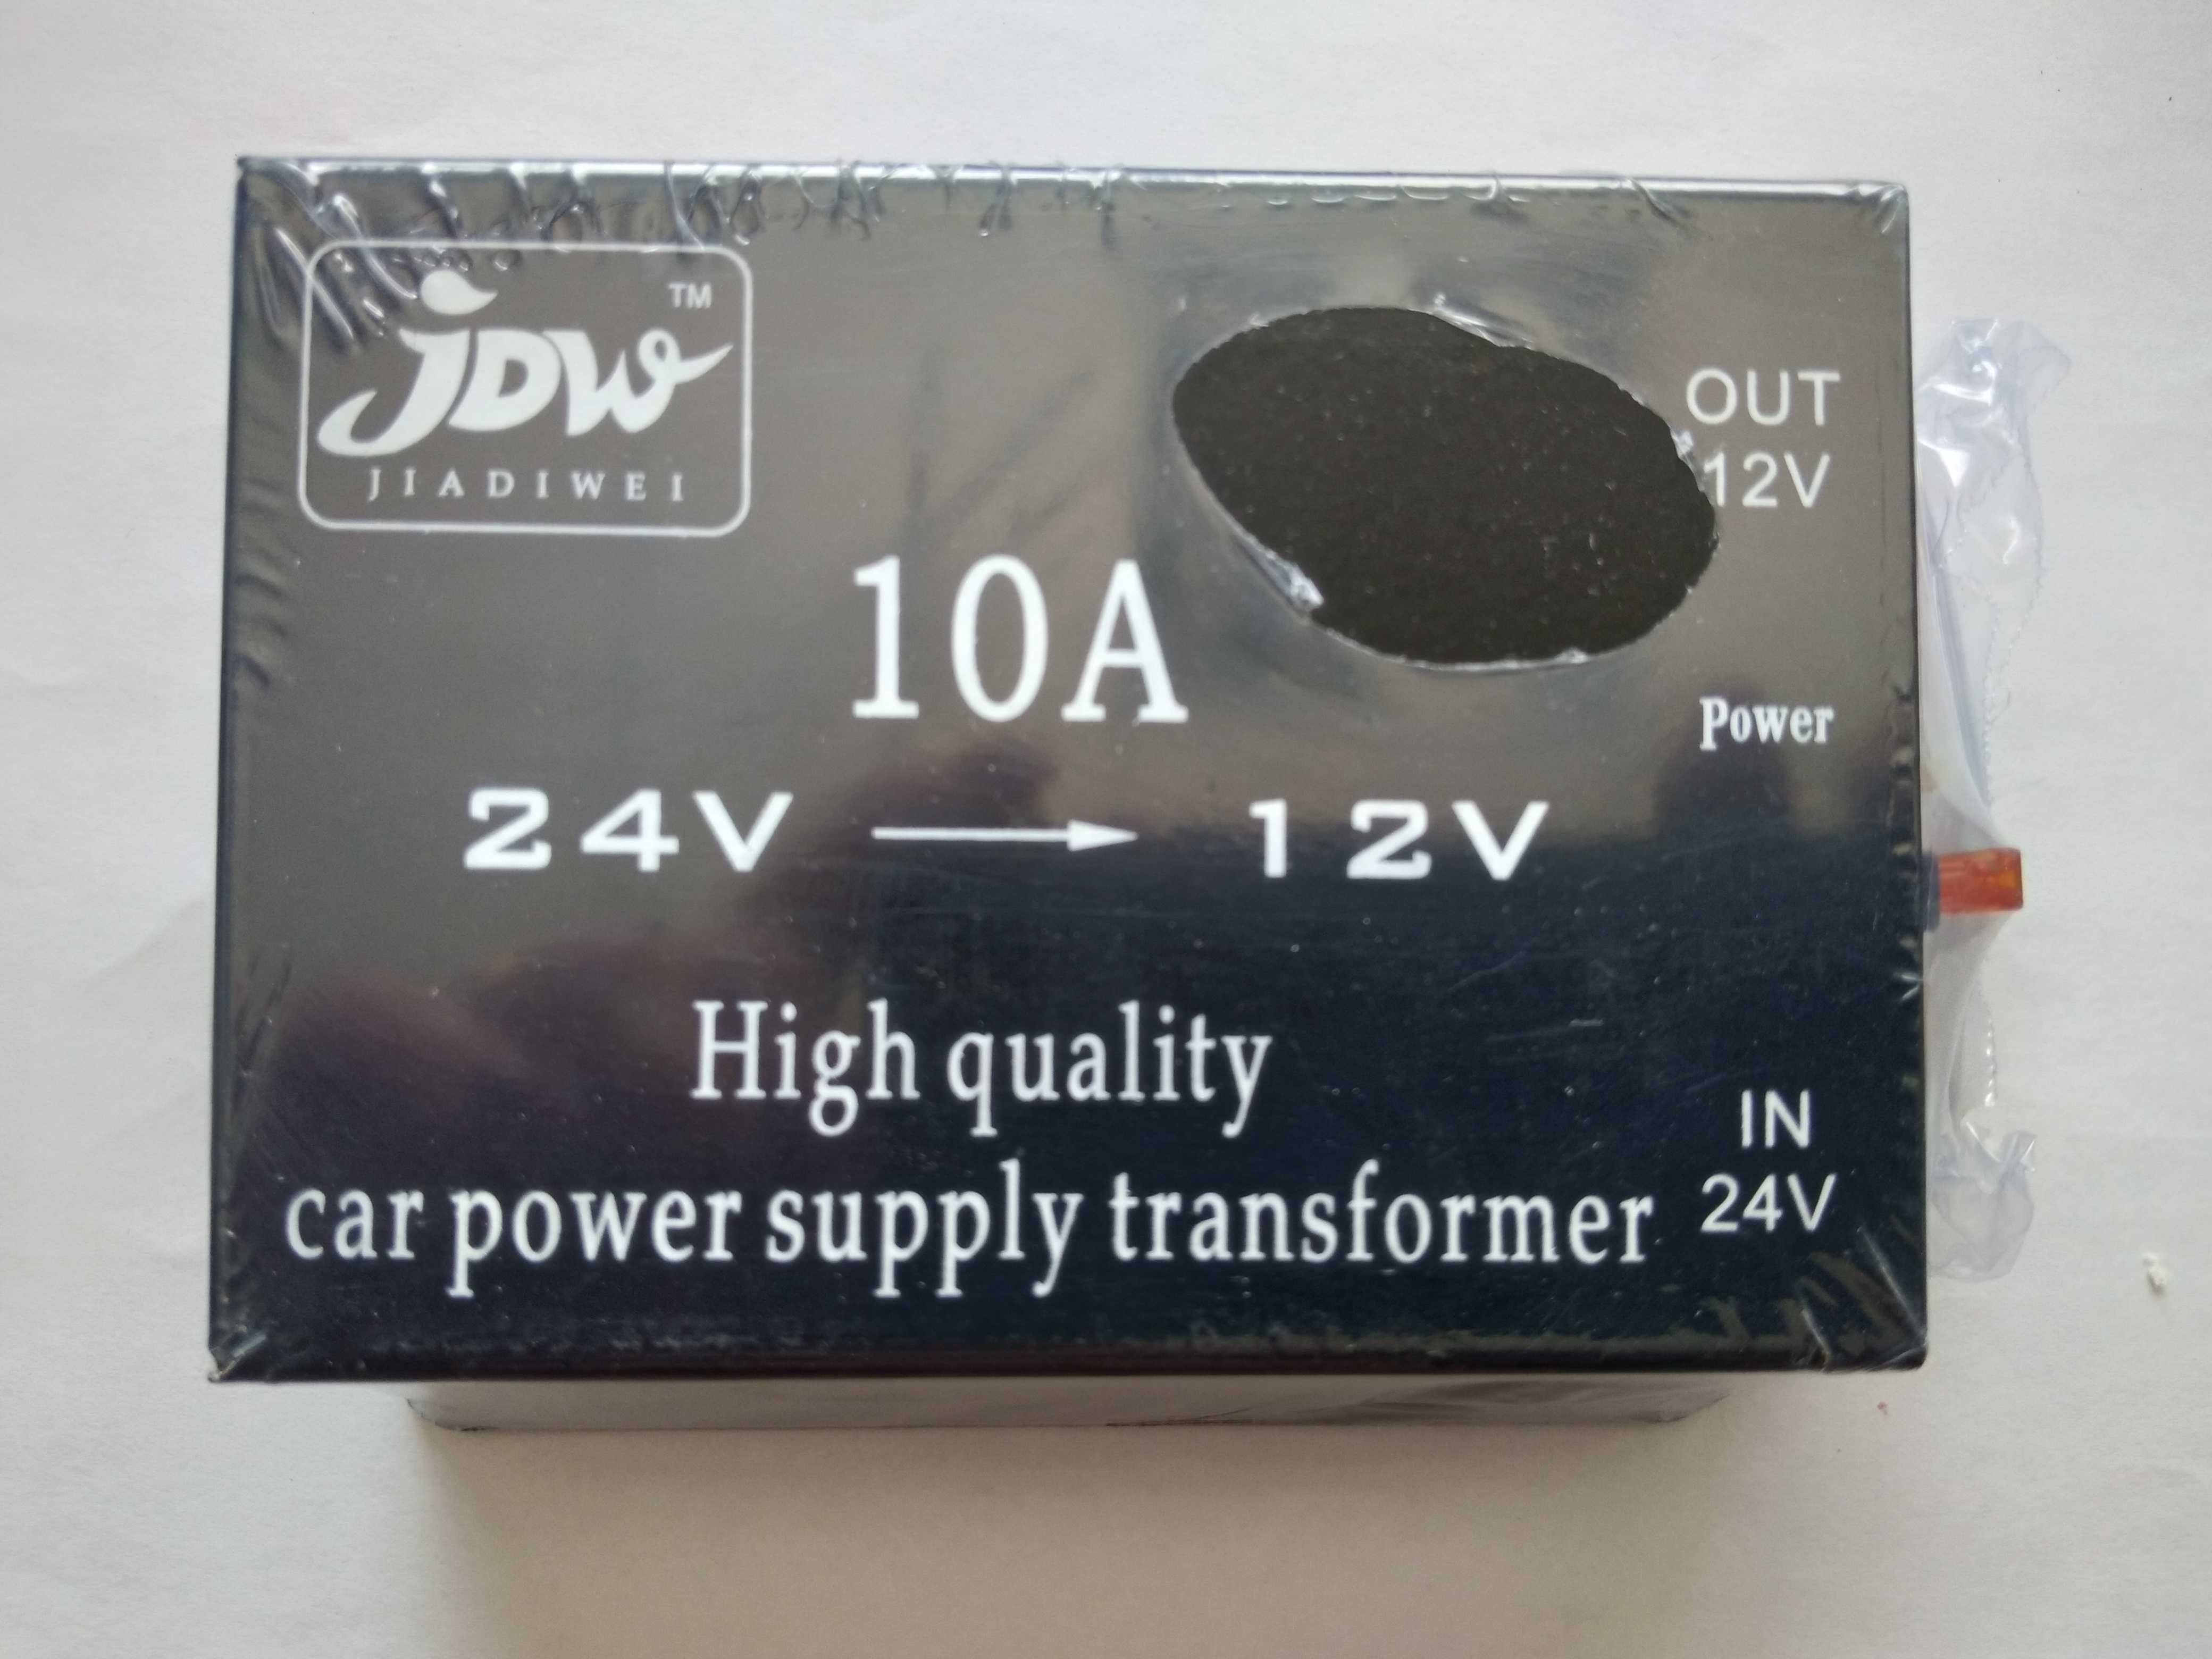 JDW TM
JIADIWEI
OUT
12V
10A
Power
24V → 12V
High quality
car power supply transformer
IN
24V